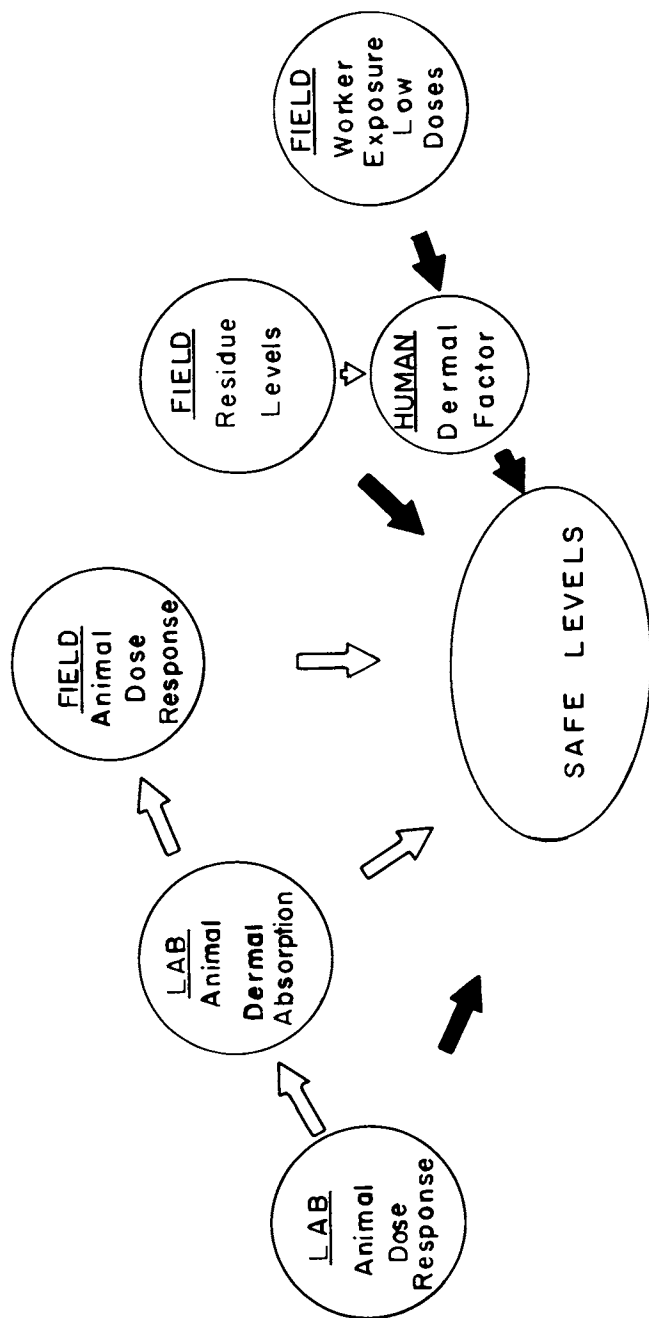 LAB
Animal
Dose
Response
LAB
Animal
Dermal
Absorption
FIELD
Animal
Dose
Response
FIELD
Residue
Levels
HUMAN
Dermal
Factor
FIELD
Worker
Exposure
Low
Doses
SAFE LEVELS